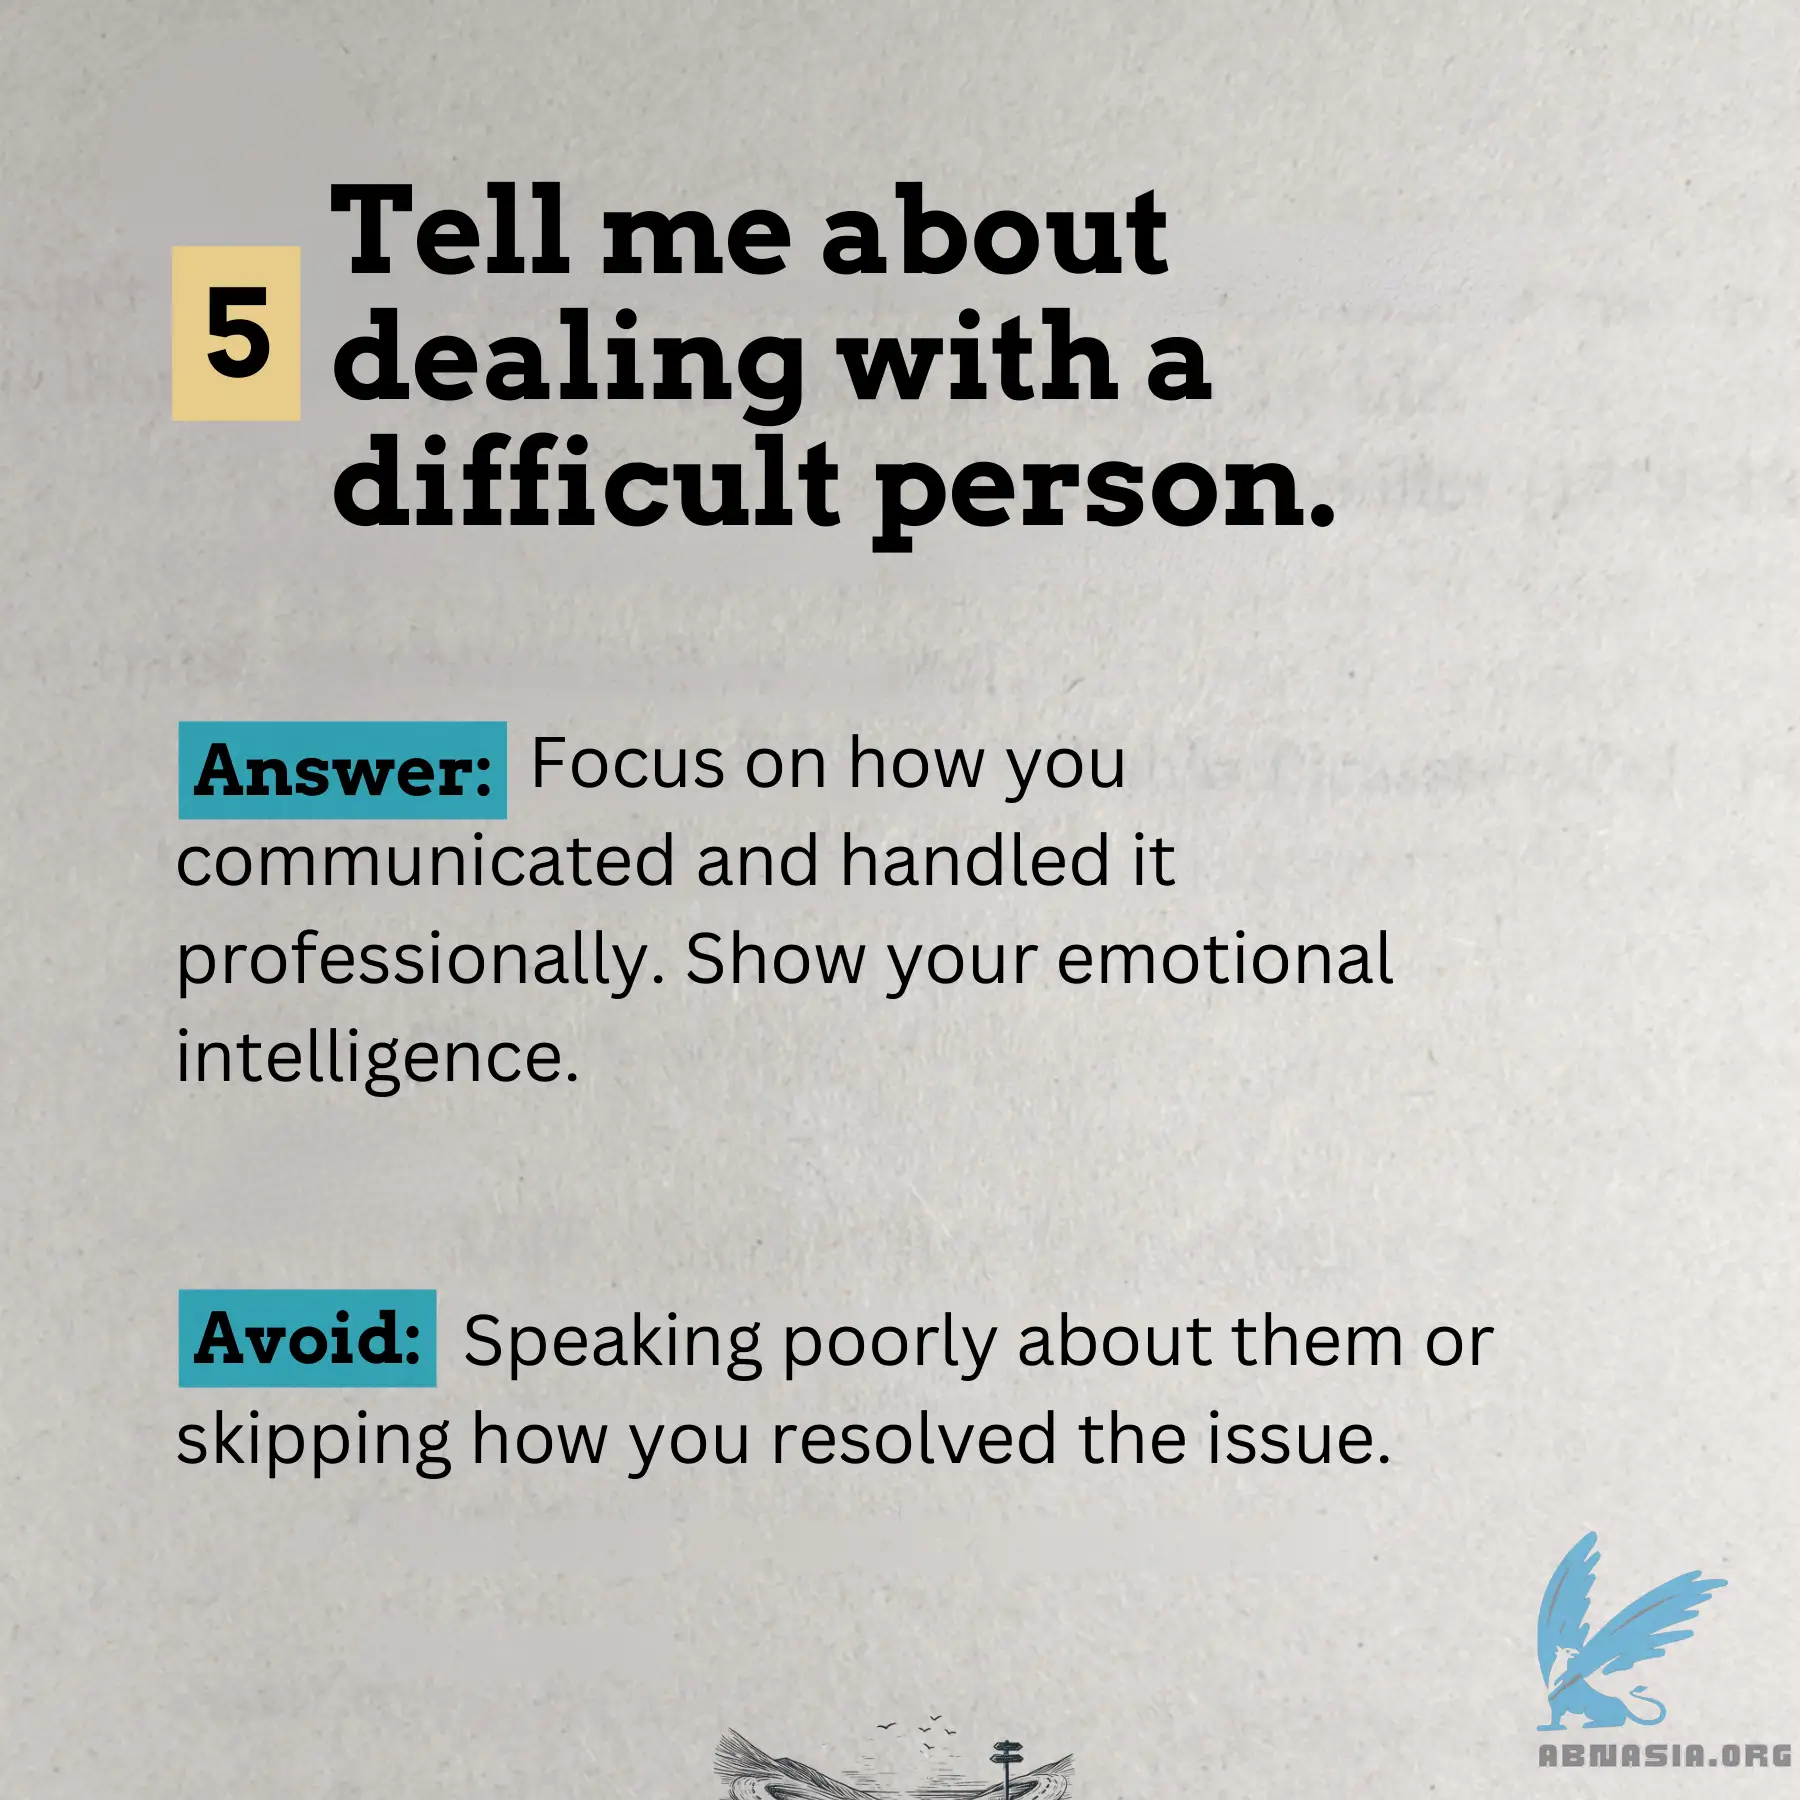 5
Tell me about
dealing with a
difficult person.
Answer: Focus on how you
communicated and handled it
professionally. Show your emotional
intelligence.
Avoid: Speaking poorly about them or
skipping how you resolved the issue.
ABNASIA.ORG